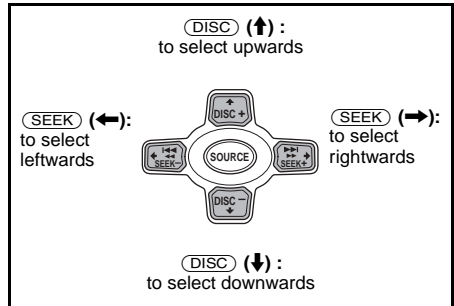 DISC (↑) :
to select upwards
SEEK (←):
to select
leftwards
SEEK (→):
to select
rightwards
DISC +
SEEK–
SOURCE
SEEK+
DISC –
DISC (↓) :
to select downwards